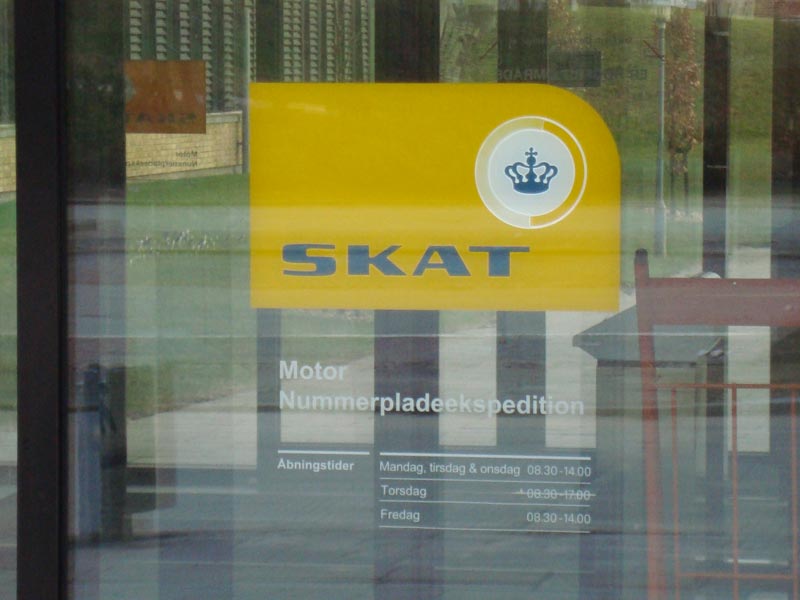 SKAT
Motor
Nummerpladeekspedition
Åbningstider
Mandag, tirsdag & onsdag 08.30-14.00
Torsdag 08.30-17.00
Fredag 08.30-14.00
Motor